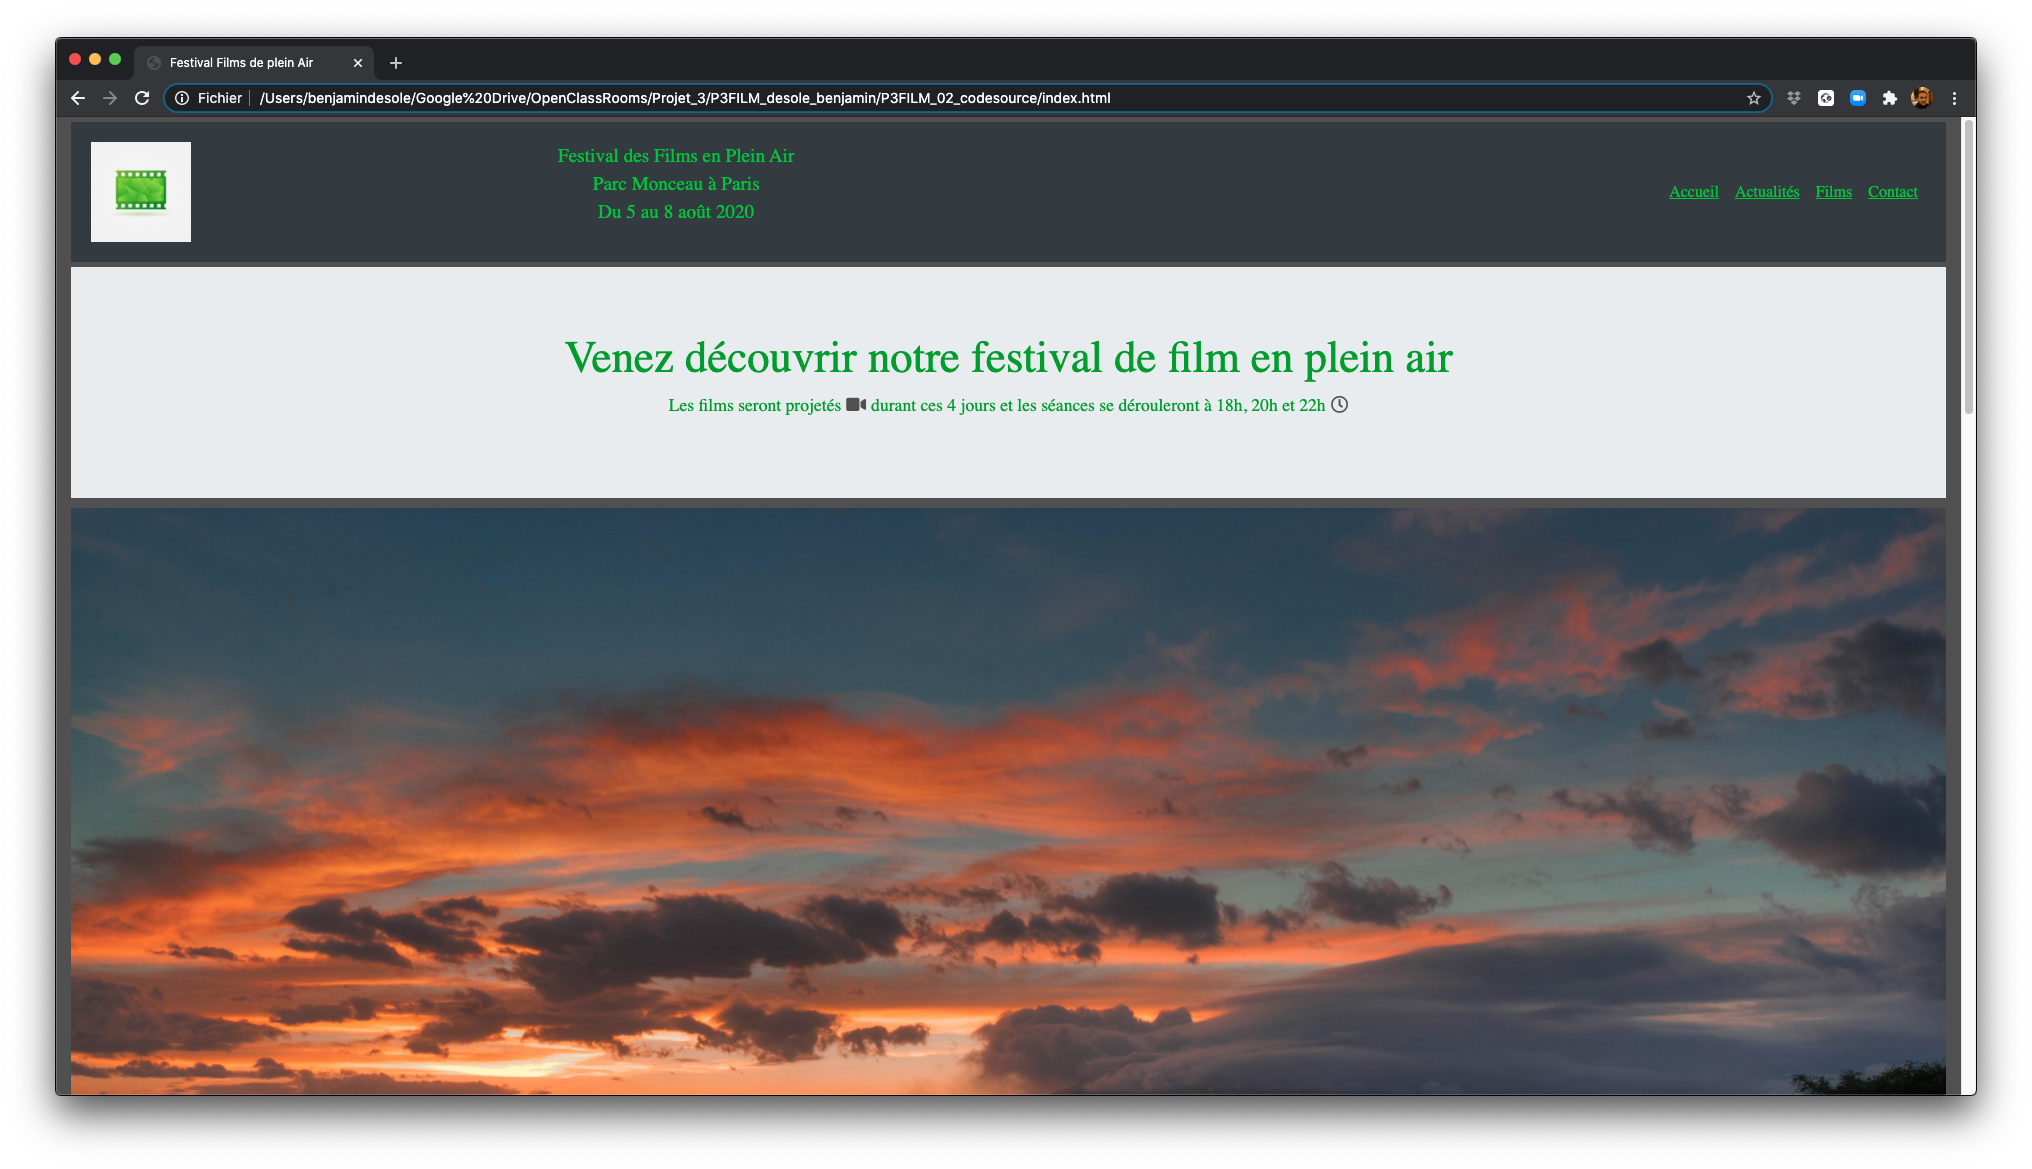 Festival Films de plein Air
Fichier /Users/benjamindesole/Google%20Drive/OpenClassRooms/Projet_3/P3FILM_desole_benjamin/P3FILM_02_codesource/index.html
Festival des Films en Plein Air
Parc Monceau à Paris
Du 5 au 8 août 2020
Accueil Actualités Films Contact
Venez découvrir notre festival de film en plein air
Les films seront projetés durant ces 4 jours et les séances se dérouleront à 18h, 20h et 22h